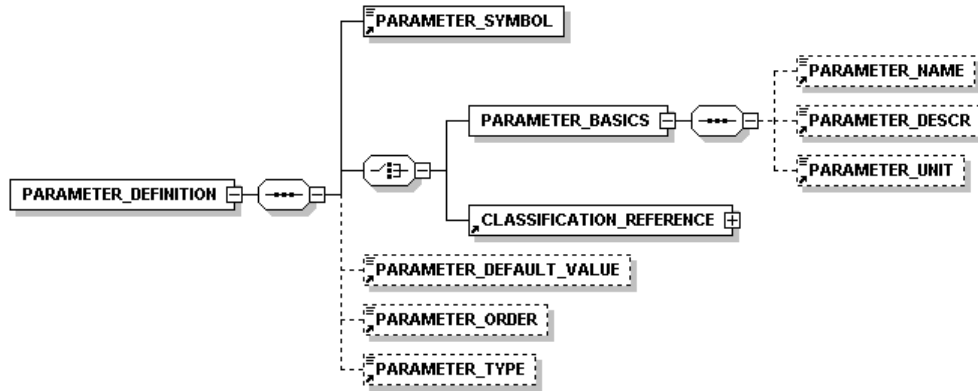 PARAMETER_SYMBOL
PARAMETER_NAME
PARAMETER_BASICS
PARAMETER_DESCR
PARAMETER_UNIT
PARAMETER_DEFINITION
CLASSIFICATION_REFERENCE
PARAMETER_DEFAULT_VALUE
PARAMETER_ORDER
PARAMETER_TYPE